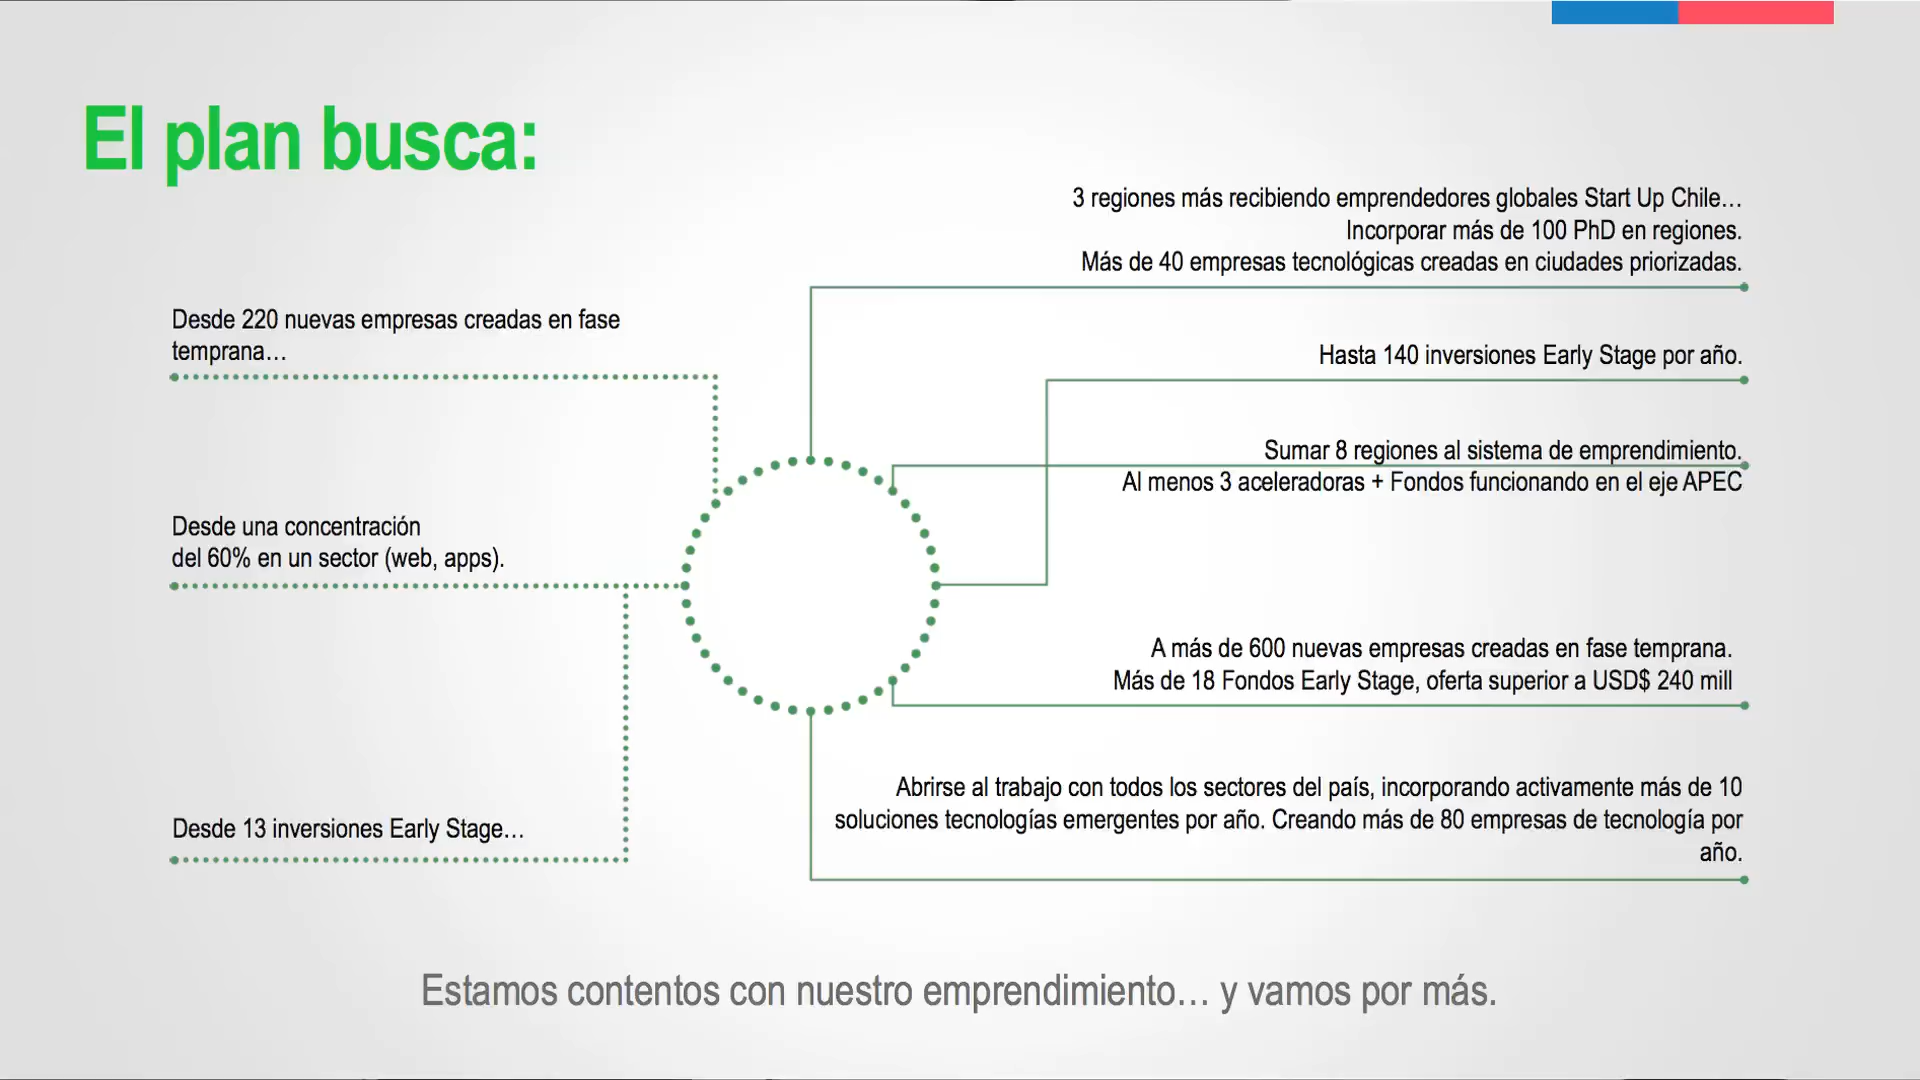 El plan busca:
Desde 220 nuevas empresas creadas en fase
temprana…
Desde una concentración
del 60% en un sector (web, apps).
Desde 13 inversiones Early Stage…
3 regiones más recibiendo emprendedores globales Start Up Chile…
Incorporar más de 100 PhD en regiones.
Más de 40 empresas tecnológicas creadas en ciudades priorizadas.
Hasta 140 inversiones Early Stage por año.
Sumar 8 regiones al sistema de emprendimiento.
Al menos 3 aceleradoras + Fondos funcionando en el eje APEC
A más de 600 nuevas empresas creadas en fase temprana.
Más de 18 Fondos Early Stage, oferta superior a USD$ 240 mill
Abrirse al trabajo con todos los sectores del país, incorporando activamente más de 10
soluciones tecnologías emergentes por año. Creando más de 80 empresas de tecnología por
año.
Estamos contentos con nuestro emprendimiento… y vamos por más.